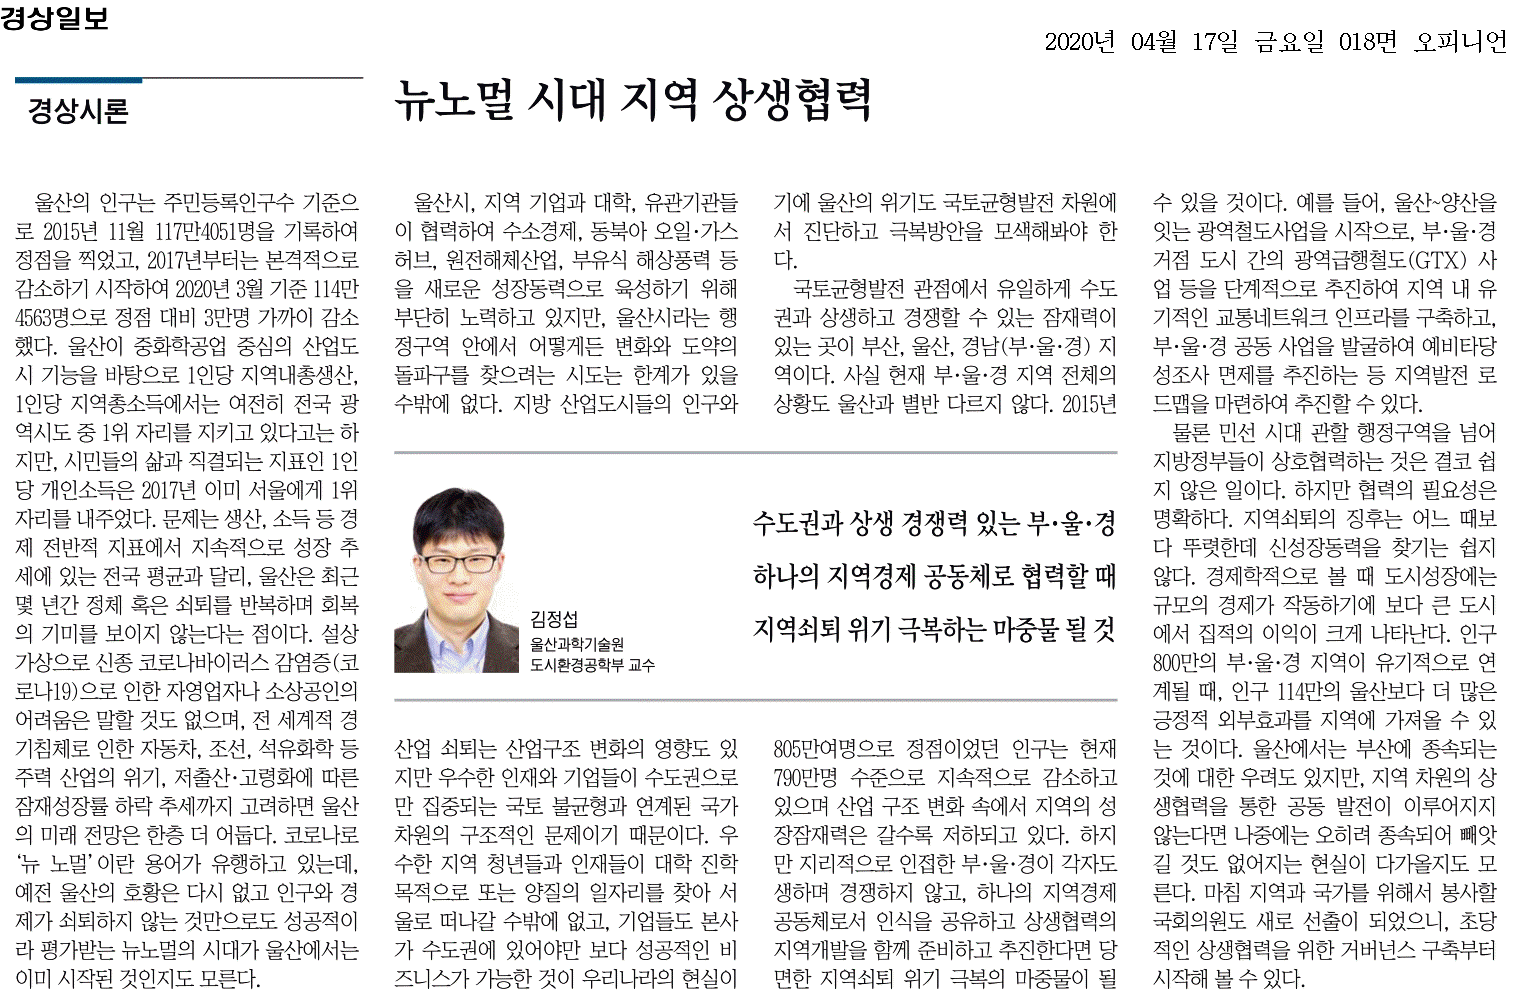 경상일보
2020년 04월 17일 금요일 018면 오피니언
경상시론
뉴노멀 시대 지역 상생협력
울산의 인구는 주민등록인구수 기준으
로 2015년 11월 117만4051명을 기록하여
정점을 찍었고, 2017년부터는 본격적으로
감소하기 시작하여 2020년 3월 기준 114만
4563명으로 정점 대비 3만명 가까이 감소
했다. 울산이 중화학공업 중심의 산업도
시 기능을 바탕으로 1인당 지역내총생산,
1인당 지역총소득에서는 여전히 전국 광
역시도 중 1위 자리를 지키고 있다고는 하
지만, 시민들의 삶과 직결되는 지표인 1인
당 개인소득은 2017년 이미 서울에게 1위
자리를 내주었다. 문제는 생산, 소득 등 경
제 전반적 지표에서 지속적으로 성장 추
세에 있는 전국 평균과 달리, 울산은 최근
몇 년간 정체 혹은 쇠퇴를 반복하며 회복
의 기미를 보이지 않는다는 점이다. 설상
가상으로 신종 코로나바이러스 감염증(코
로나19)으로 인한 자영업자나 소상공인의
어려움은 말할 것도 없으며, 전 세계적 경
기침체로 인한 자동차, 조선, 석유화학 등
주력 산업의 위기, 저출산·고령화에 따른
잠재성장률 하락 추세까지 고려하면 울산
의 미래 전망은 한층 더 어둡다. 코로나로
‘뉴 노멀’이란 용어가 유행하고 있는데,
예전 울산의 호황은 다시 없고 인구와 경
제가 쇠퇴하지 않는 것만으로도 성공적이
라 평가받는 뉴노멀의 시대가 울산에서는
이미 시작된 것인지도 모른다.
울산시, 지역 기업과 대학, 유관기관들
이 협력하여 수소경제, 동북아 오일·가스
허브, 원전해체산업, 부유식 해상풍력 등
을 새로운 성장동력으로 육성하기 위해
부단히 노력하고 있지만, 울산시라는 행
정구역 안에서 어떻게든 변화와 도약의
돌파구를 찾으려는 시도는 한계가 있을
수밖에 없다. 지방 산업도시들의 인구와
산업 쇠퇴는 산업구조 변화의 영향도 있
지만 우수한 인재와 기업들이 수도권으로
만 집중되는 국토 불균형과 연계된 국가
차원의 구조적인 문제이기 때문이다. 우
수한 지역 청년들과 인재들이 대학 진학
목적으로 또는 양질의 일자리를 찾아 서
울로 떠나갈 수밖에 없고, 기업들도 본사
가 수도권에 있어야만 보다 성공적인 비
즈니스가 가능한 것이 우리나라의 현실이
기에 울산의 위기도 국토균형발전 차원에
서 진단하고 극복방안을 모색해봐야 한
다.
국토균형발전 관점에서 유일하게 수도
권과 상생하고 경쟁할 수 있는 잠재력이
있는 곳이 부산, 울산, 경남(부·울·경) 지
역이다. 사실 현재 부·울·경 지역 전체의
상황도 울산과 별반 다르지 않다. 2015년
805만여명으로 정점이었던 인구는 현재
790만명 수준으로 지속적으로 감소하고
있으며 산업 구조 변화 속에서 지역의 성
장잠재력은 갈수록 저하되고 있다. 하지
만 지리적으로 인접한 부·울·경이 각자도
생하며 경쟁하지 않고, 하나의 지역경제
공동체로서 인식을 공유하고 상생협력의
지역개발을 함께 준비하고 추진한다면 당
면한 지역쇠퇴 위기 극복의 마중물이 될
수 있을 것이다. 예를 들어, 울산~양산을
잇는 광역철도사업을 시작으로, 부·울·경
거점 도시 간의 광역급행철도(GTX) 사
업 등을 단계적으로 추진하여 지역 내 유
기적인 교통네트워크 인프라를 구축하고,
부·울·경 공동 사업을 발굴하여 예비타당
성조사 면제를 추진하는 등 지역발전 로
드맵을 마련하여 추진할 수 있다.
물론 민선 시대 관할 행정구역을 넘어
지방정부들이 상호협력하는 것은 결코 쉽
지 않은 일이다. 하지만 협력의 필요성은
명확하다. 지역쇠퇴의 징후는 어느 때보
다 뚜렷한데 신성장동력을 찾기는 쉽지
않다. 경제학적으로 볼 때 도시성장에는
규모의 경제가 작동하기에 보다 큰 도시
에서 집적의 이익이 크게 나타난다. 인구
800만의 부·울·경 지역이 유기적으로 연
계될 때, 인구 114만의 울산보다 더 많은
긍정적 외부효과를 지역에 가져올 수 있
는 것이다. 울산에서는 부산에 종속되는
것에 대한 우려도 있지만, 지역 차원의 상
생협력을 통한 공동 발전이 이루어지지
않는다면 나중에는 오히려 종속되어 빼앗
길 것도 없어지는 현실이 다가올지도 모
른다. 마침 지역과 국가를 위해서 봉사할
국회의원도 새로 선출이 되었으니, 초당
적인 상생협력을 위한 거버넌스 구축부터
시작해 볼 수 있다.
김정섭
울산과학기술원
도시환경공학부 교수
수도권과 상생 경쟁력 있는 부·울·경
하나의 지역경제 공동체로 협력할 때
지역쇠퇴 위기 극복하는 마중물 될 것